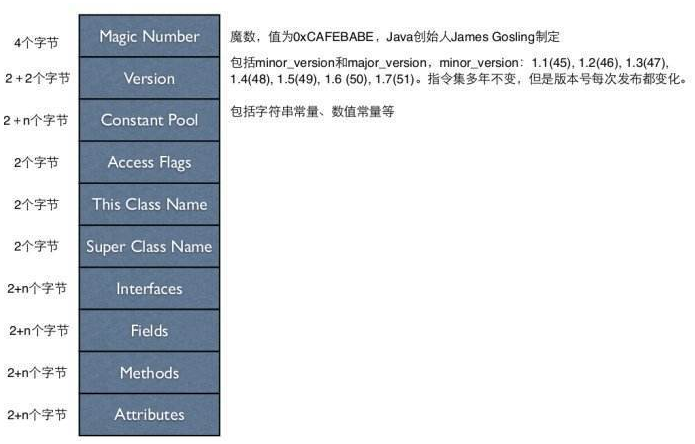 4个字节 Magic Number 魔数，值为0xCAFEBABE，Java创始人James Gosling制定
2＋2个字节 Version 包括minor_version和major_version，minor_version：1.1(45), 1.2(46), 1.3(47),
1.4(48), 1.5(49), 1.6 (50), 1.7(51)。指令集多年不变，但是版本号每次发布都变化。
2＋n个字节 Constant Pool 包括字符串常量、数值常量等
2个字节 Access Flags
2个字节 This Class Name
2个字节 Super Class Name
2+n个字节 Interfaces
2+n个字节 Fields
2+n个字节 Methods
2+n个字节 Attributes